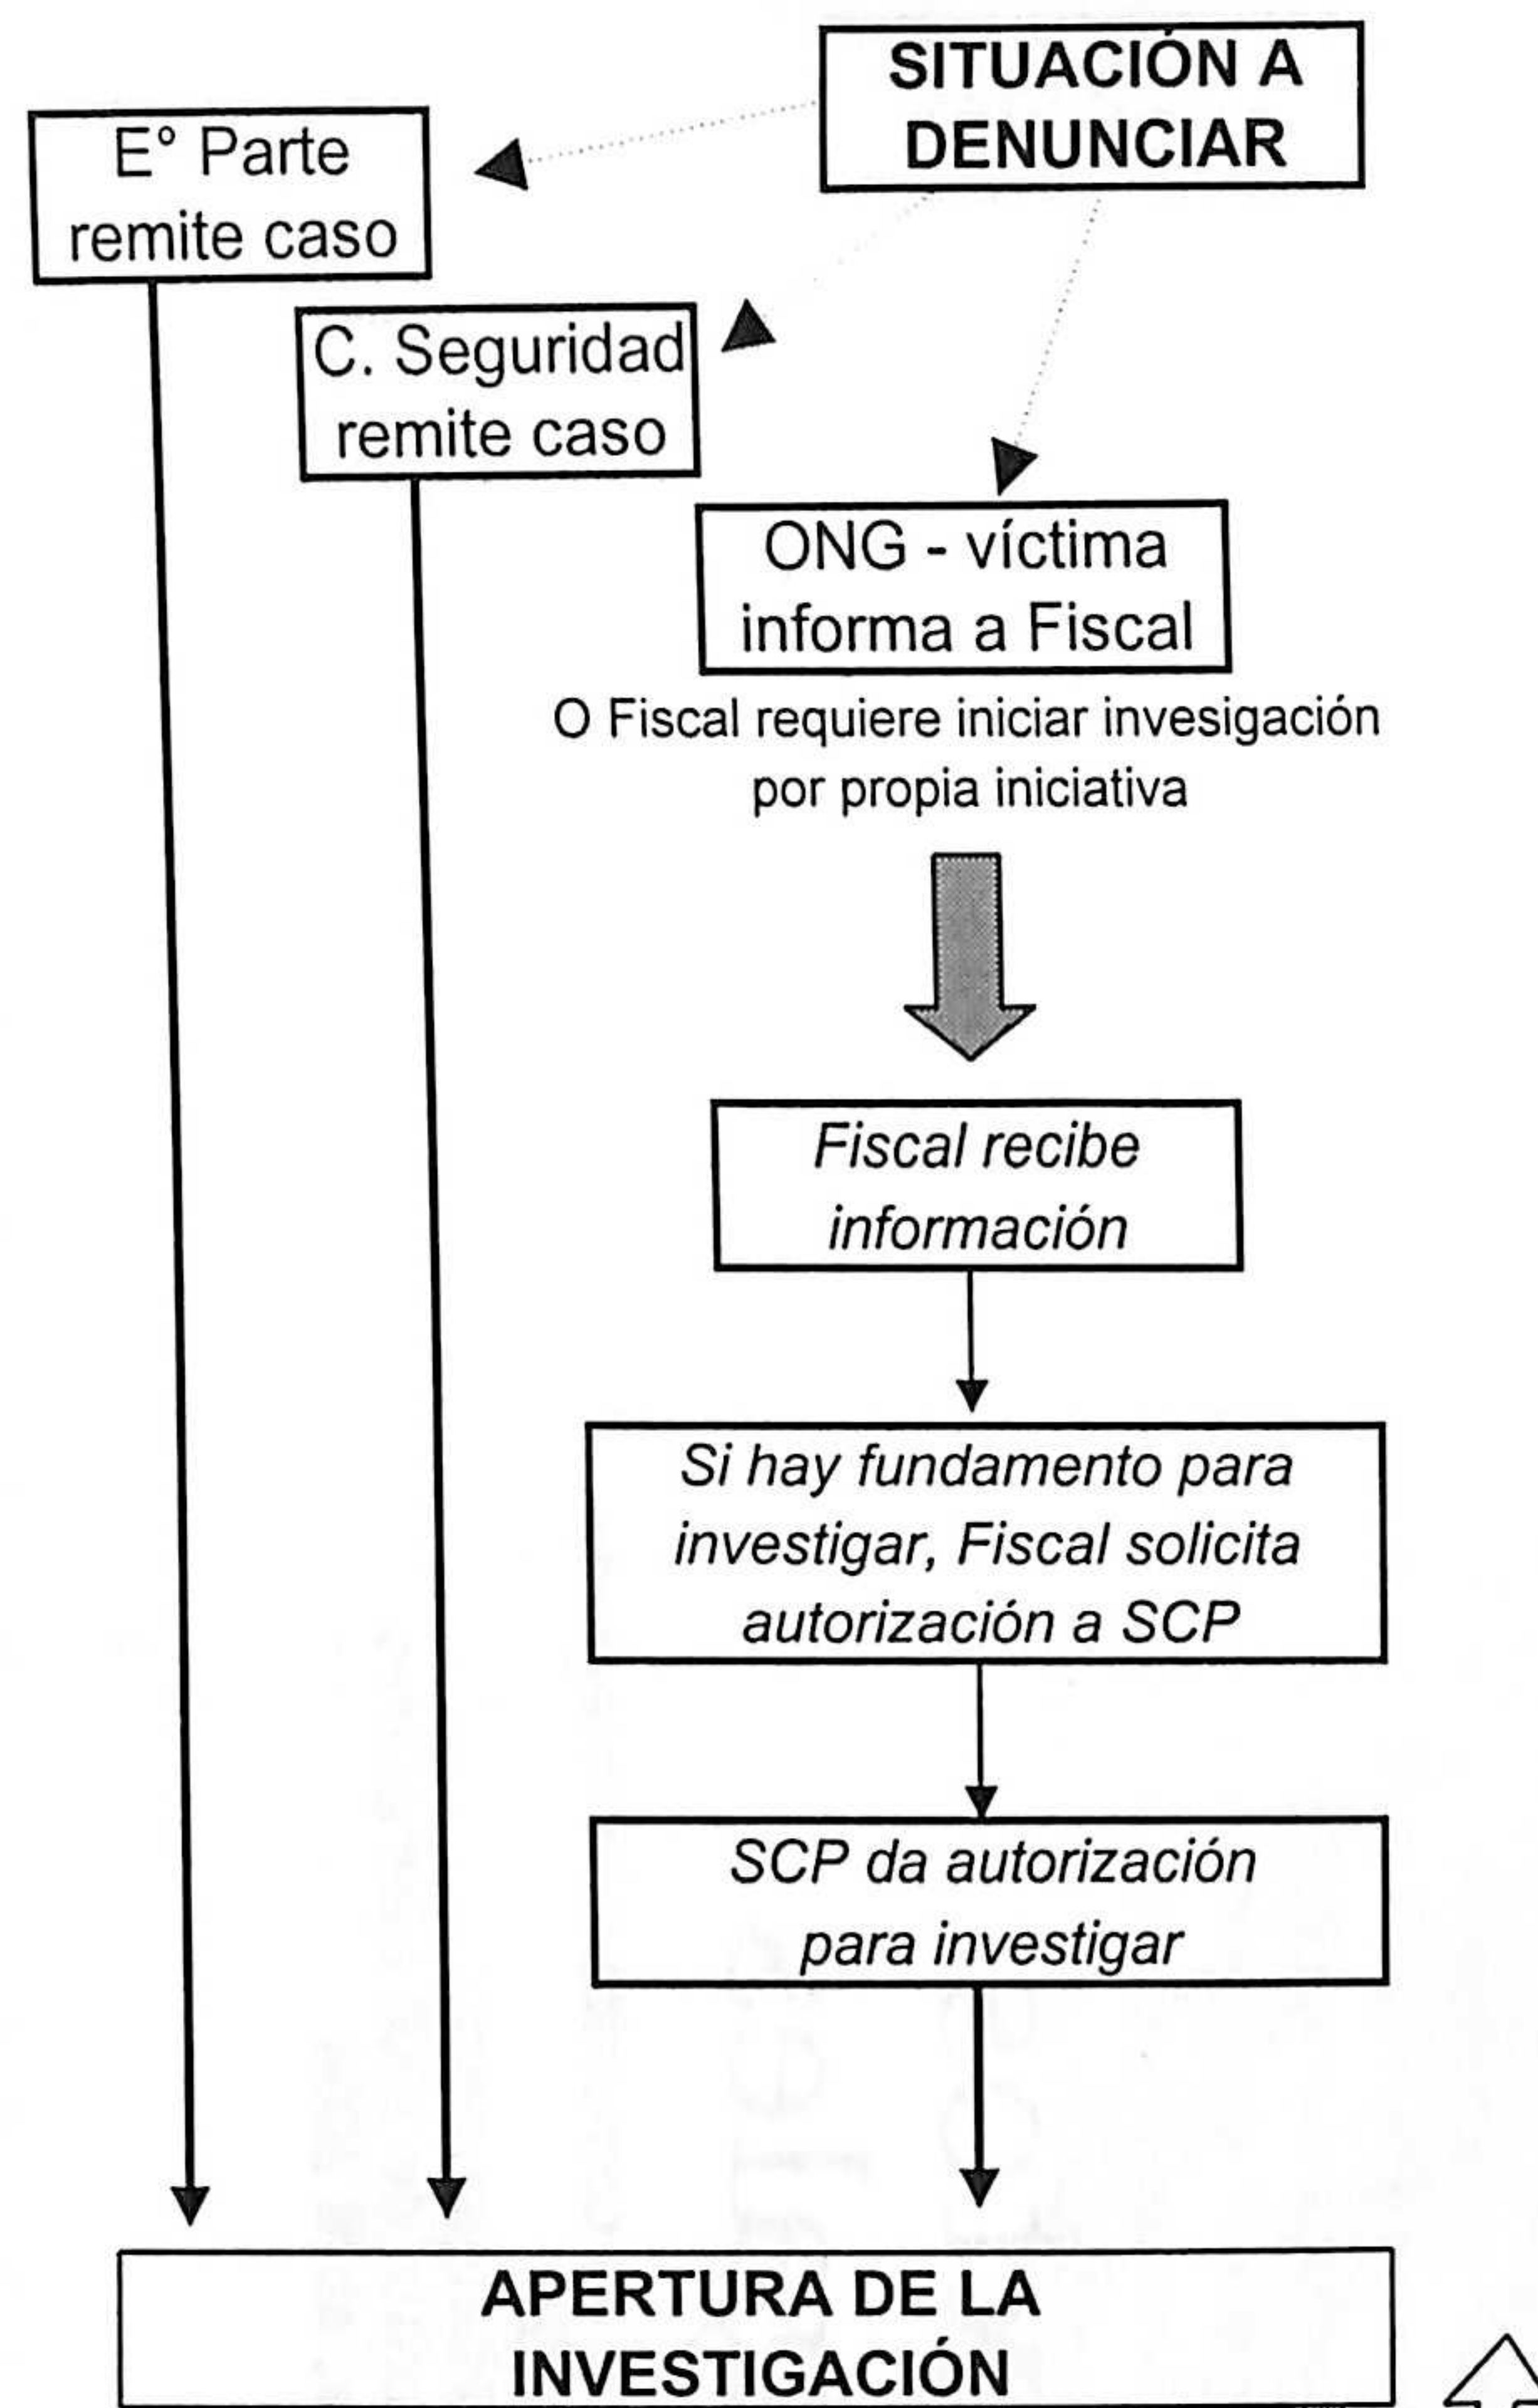 SITUACIÓN A
DENUNCIAR
Eº Parte
remite caso
C. Seguridad
remite caso
ONG - víctima
informa a Fiscal
O Fiscal requiere iniciar invesigación
por propia iniciativa
Fiscal recibe
información
Si hay fundamento para
investigar, Fiscal solicita
autorización a SCP
SCP da autorización
para investigar
APERTURA DE LA
INVESTIGACIÓN